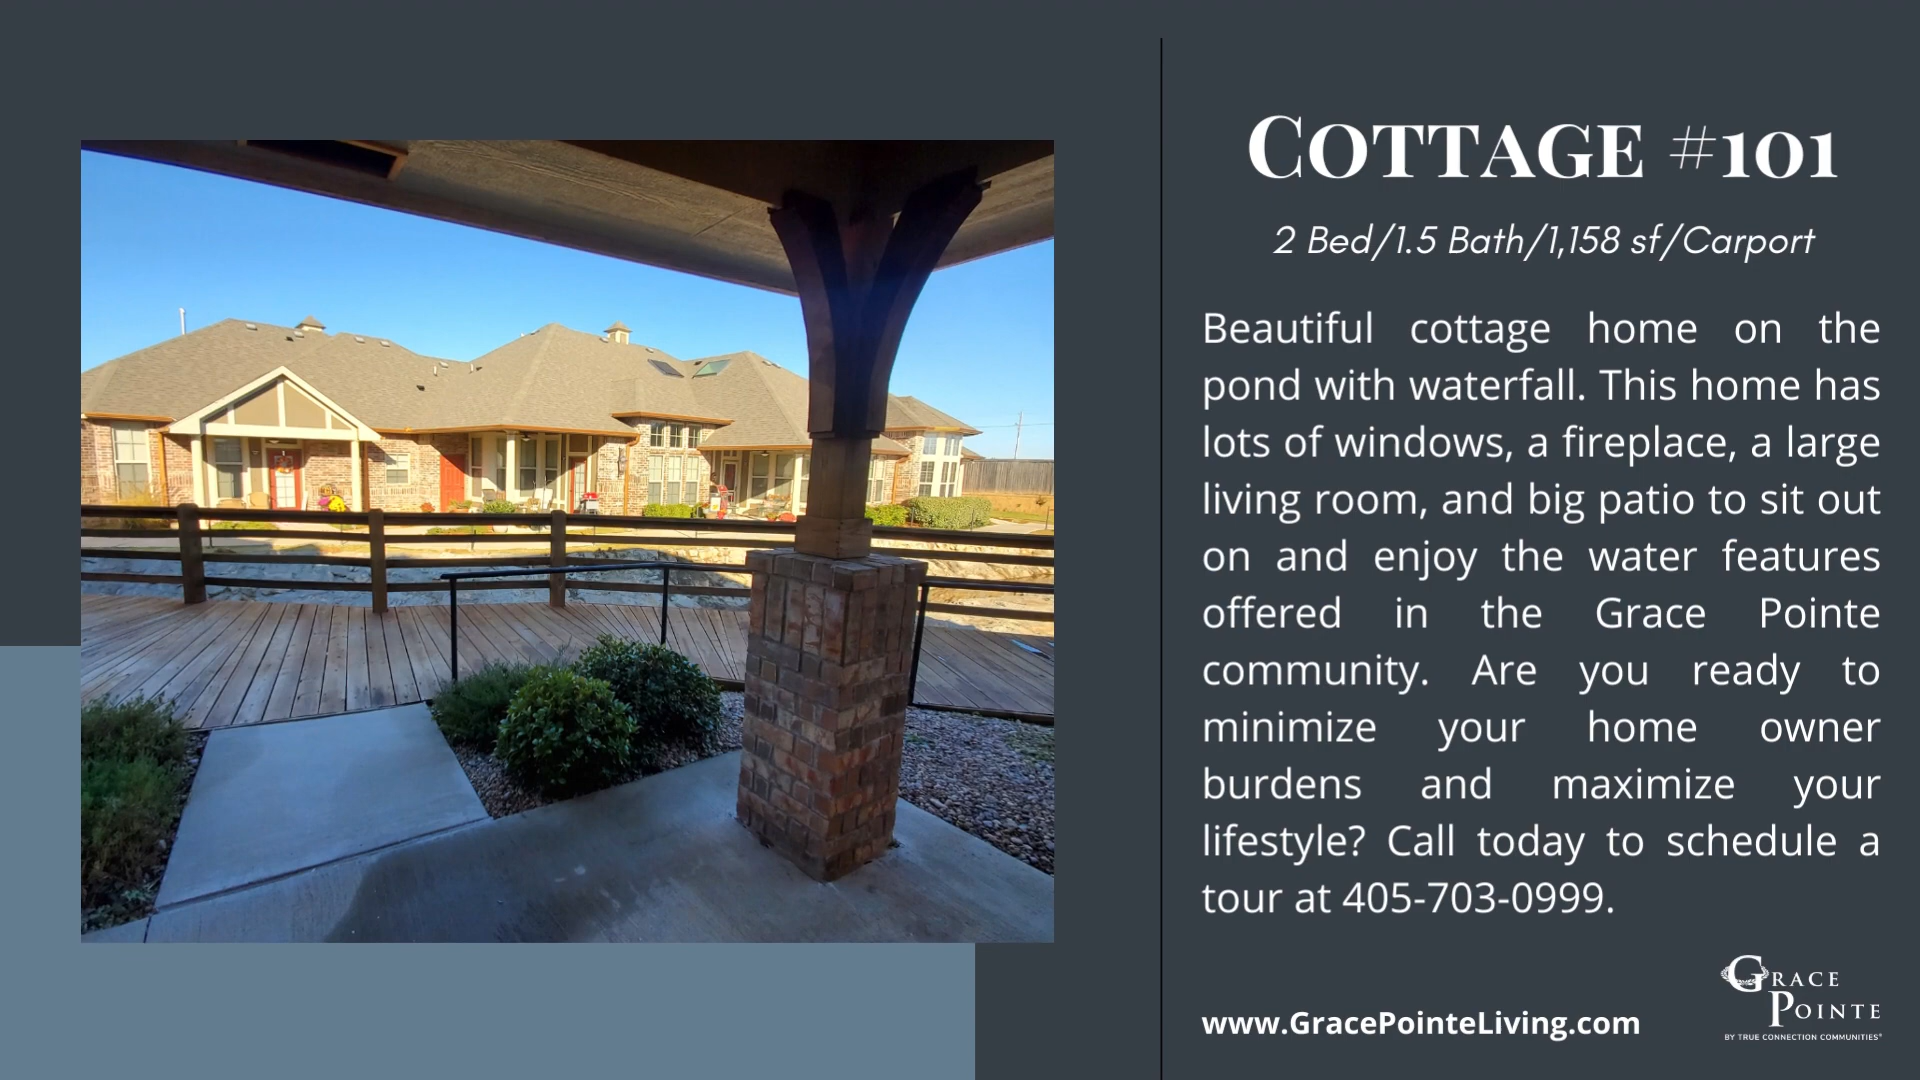 COTTAGE #101
2 Bed/1.5 Bath/1,158 sf/Carport
Beautiful cottage home on the
pond with waterfall. This home has
lots of windows, a fireplace, a large
living room, and big patio to sit out
on and enjoy the water features
offered in the Grace Pointe
community. Are you ready to
minimize your home owner
burdens and maximize your
lifestyle? Call today to schedule a
tour at 405-703-0999.
www.GracePointeLiving.com
GRACE
POINTE
BY TRUE CONNECTION COMMUNITIES®